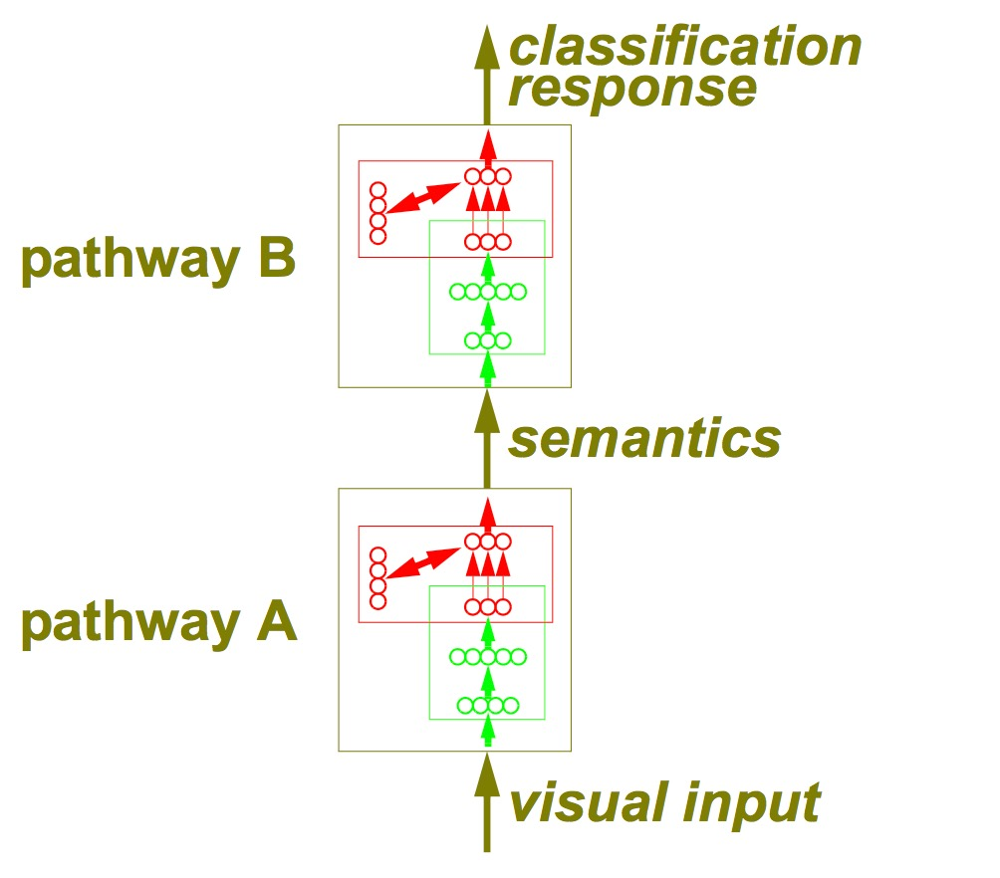 classification
response
pathway B
semantics
pathway A
visual input